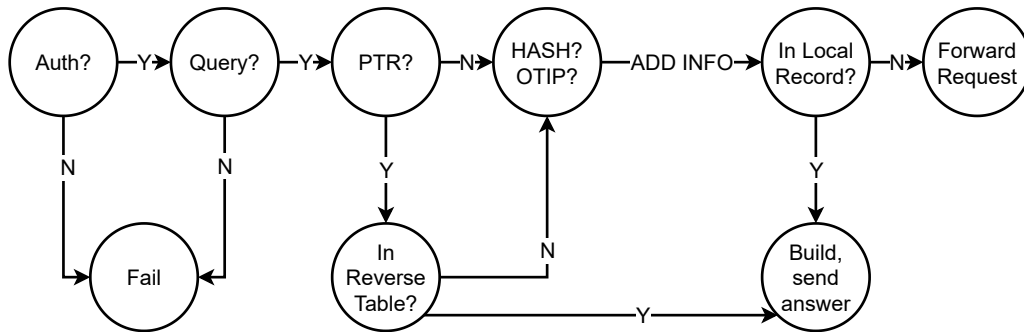 Auth?
Y
Query?
Y
PTR?
N
HASH?
OTIP?
ADD INFO
In Local
Record?
N
Forward
Request
N
N
Y
Y
Fail
In
Reverse
Table?
N
Y
Build,
send
answer